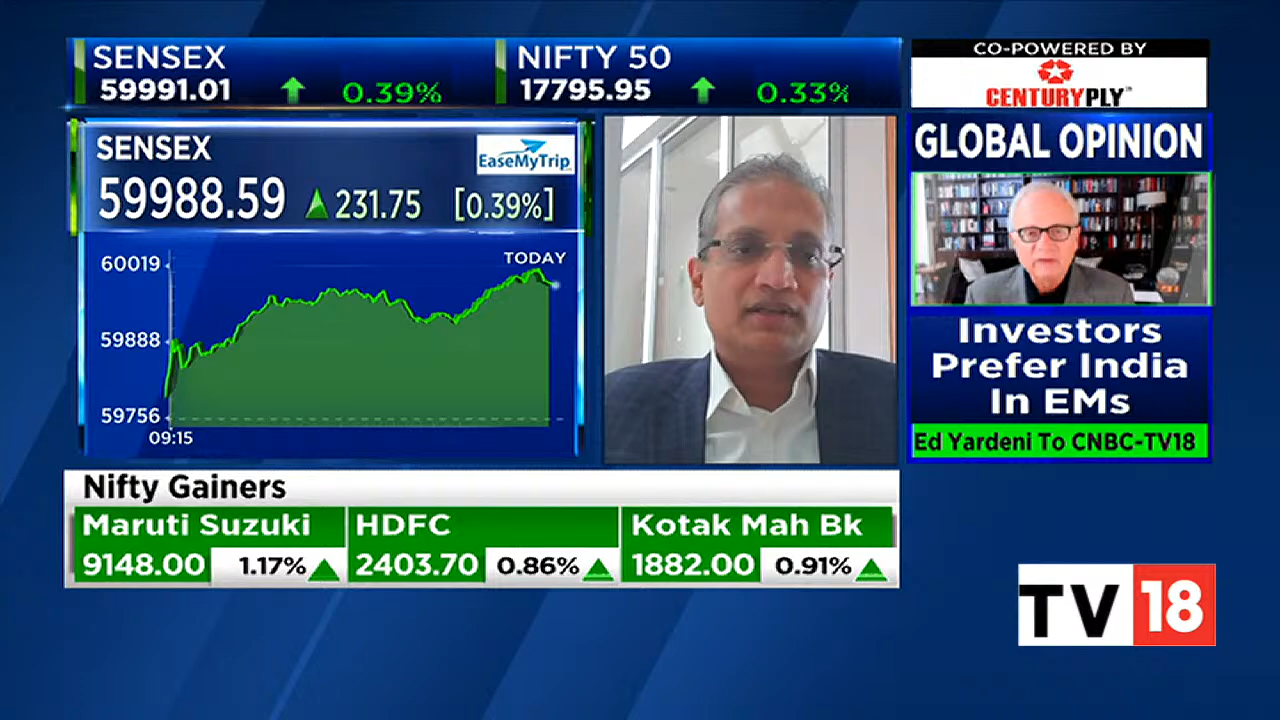 SENSEX
59991.01 0.39%
NIFTY 50
17795.95 0.33%
CO-POWERED BY
CENTURYPLY
SENSEX
EaseMyTrip
59988.59 231.75 [0.39%]
TODAY
60019
59888
59756
09:15
GLOBAL OPINION
Investors
Prefer India
In EMs
Ed Yardeni To CNBC-TV18
Nifty Gainers
Maruti Suzuki
9148.00 1.17%
HDFC
2403.70 0.86%
Kotak Mah Bk
1882.00 0.91%
TV18